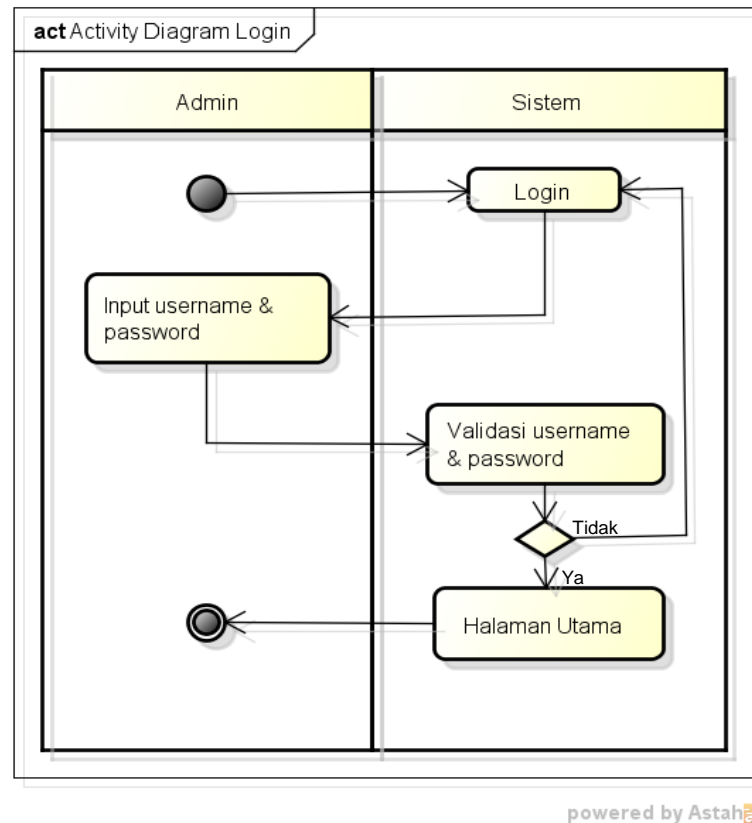 act Activity Diagram Login
Admin
Sistem
Login
Input username &
password
Validasi username
& password
Tidak
Ya
Halaman Utama
powered by Astah